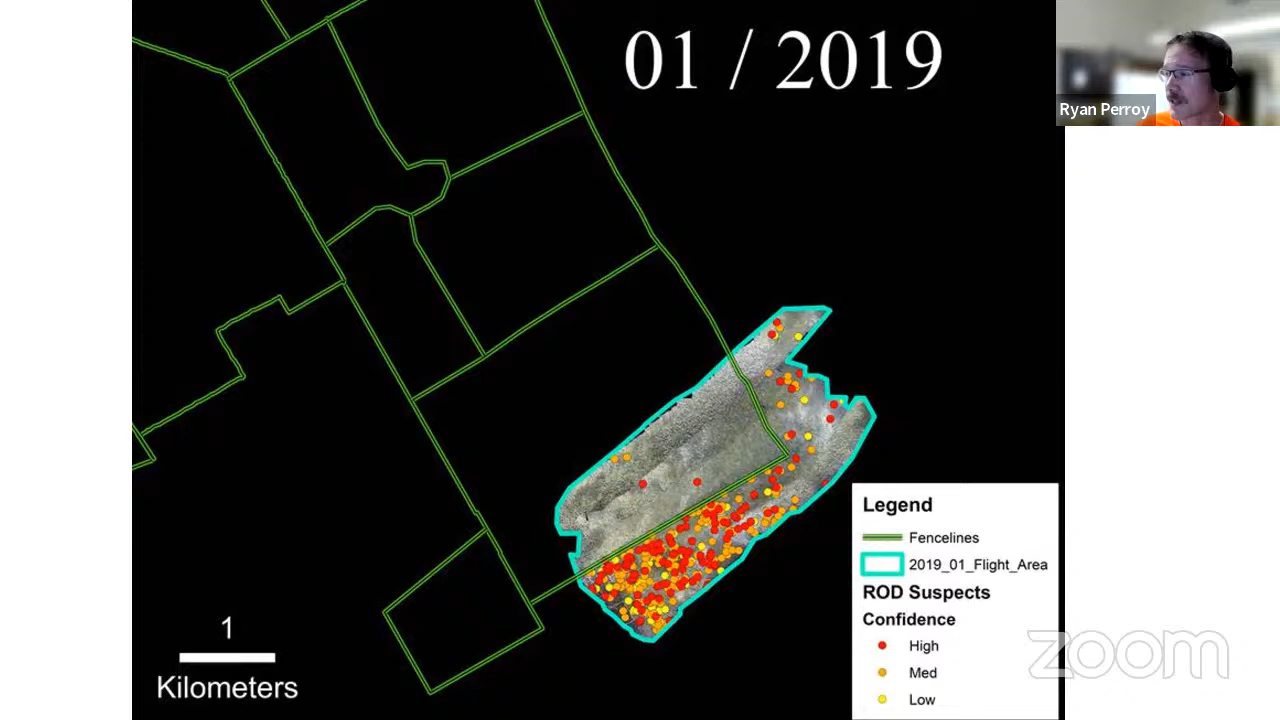 01 / 2019
Ryan Perroy
Legend
Fencelines
2019_01_Flight_Area
ROD Suspects
Confidence
High
Med
Low
1
Kilometers
zoom